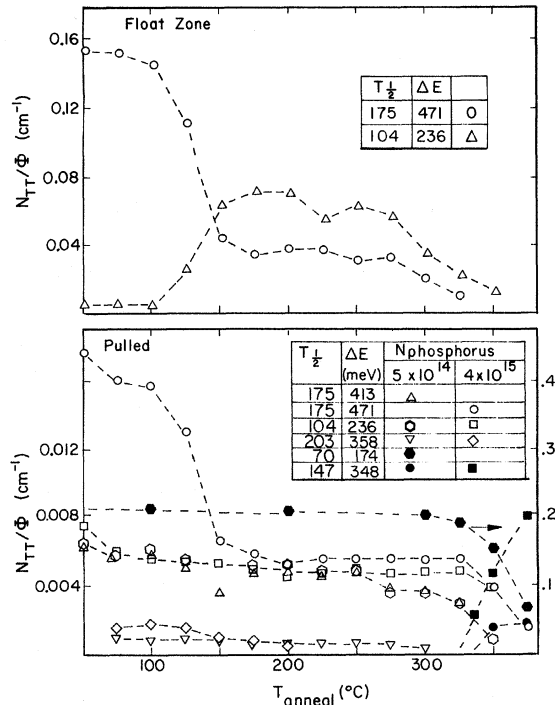 Float Zone
0.16
0.12
0.08
0.04
N_TT/Φ (cm⁻¹)
T½ ΔE
175 471 O
104 236 △
Pulled
T½ ΔE Nphosphorus
(meV) 5 x 10¹⁴ 4 x 10¹⁵
175 413 △
175 471 ○
104 236 ⌬ □
203 358 ▽ ◇
70 174 ⬣
147 348 ● ■
0.012
0.008
0.004
N_TT/Φ (cm⁻¹)
.4
.3
.2
.1
100 200 300
T anneal (°C)